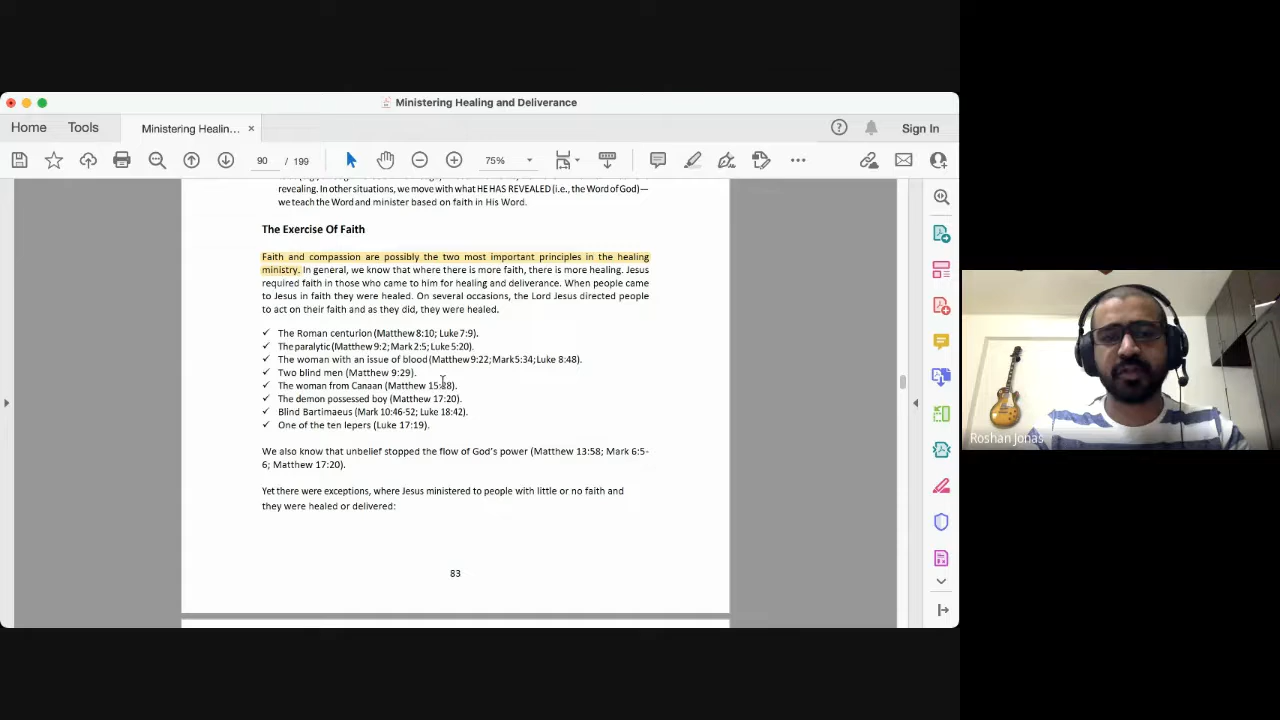 Ministering Healing and Deliverance
Home Tools Ministering Healin... × Sign In
90 / 199 75%
revealing. In other situations, we move with what HE HAS REVEALED (i.e., the Word of God)—
we teach the Word and minister based on faith in His Word.
The Exercise Of Faith
Faith and compassion are possibly the two most important principles in the healing
ministry. In general, we know that where there is more faith, there is more healing. Jesus
required faith in those who came to him for healing and deliverance. When people came
to Jesus in faith they were healed. On several occasions, the Lord Jesus directed people
to act on their faith and as they did, they were healed.
✓ The Roman centurion (Matthew 8:10; Luke 7:9).
✓ The paralytic (Matthew 9:2; Mark 2:5; Luke 5:20).
✓ The woman with an issue of blood (Matthew 9:22; Mark 5:34; Luke 8:48).
✓ Two blind men (Matthew 9:29).
✓ The woman from Canaan (Matthew 15:28).
✓ The demon possessed boy (Matthew 17:20).
✓ Blind Bartimaeus (Mark 10:46-52; Luke 18:42).
✓ One of the ten lepers (Luke 17:19).
We also know that unbelief stopped the flow of God's power (Matthew 13:58; Mark 6:5-
6; Matthew 17:20).
Yet there were exceptions, where Jesus ministered to people with little or no faith and
they were healed or delivered:
83
Roshan Jonas